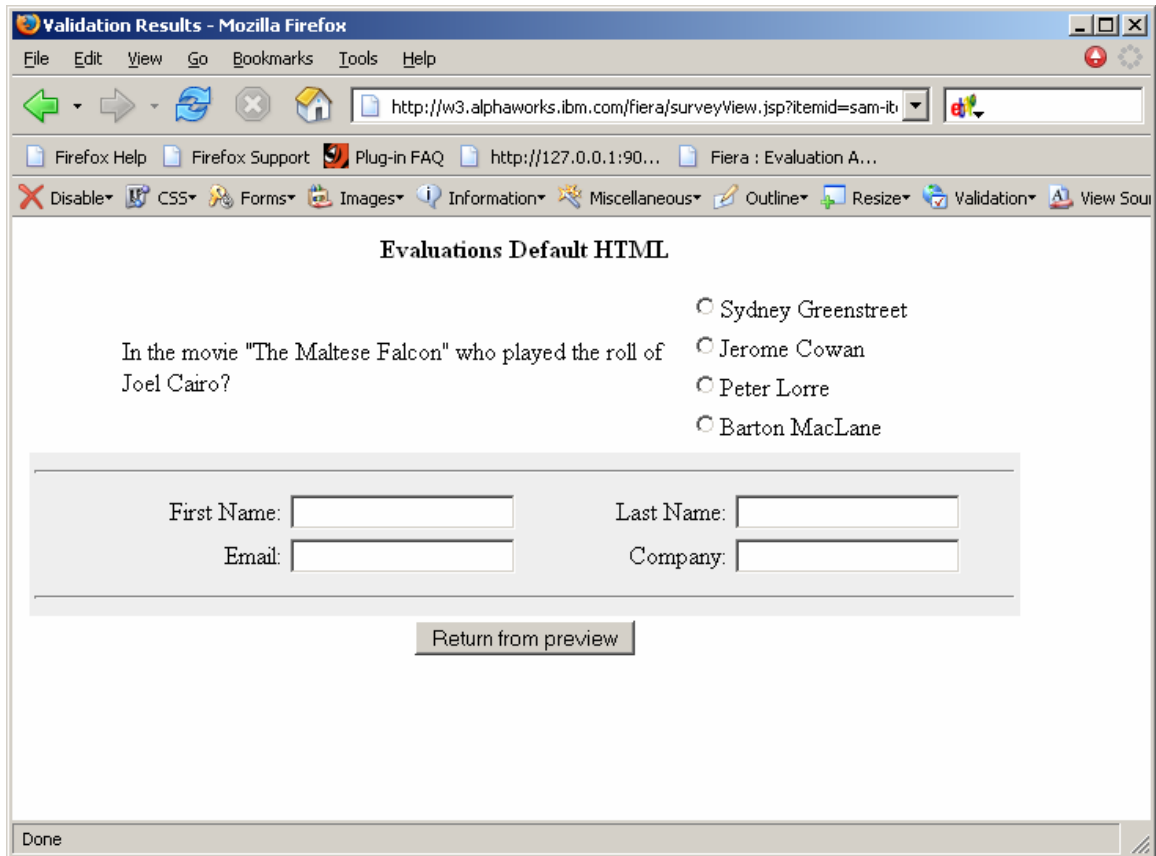 Validation Results - Mozilla Firefox
File Edit View Go Bookmarks Tools Help
http://w3.alphaworks.ibm.com/fiera/surveyView.jsp?itemid=sam-it
Firefox Help Firefox Support Plug-in FAQ http://127.0.0.1:90... Fiera : Evaluation A...
Disable CSS Forms Images Information Miscellaneous Outline Resize Validation View Sour
Evaluations Default HTML
In the movie "The Maltese Falcon" who played the roll of
Joel Cairo?
Sydney Greenstreet
Jerome Cowan
Peter Lorre
Barton MacLane
First Name: Last Name:
Email: Company:
Return from preview
Done